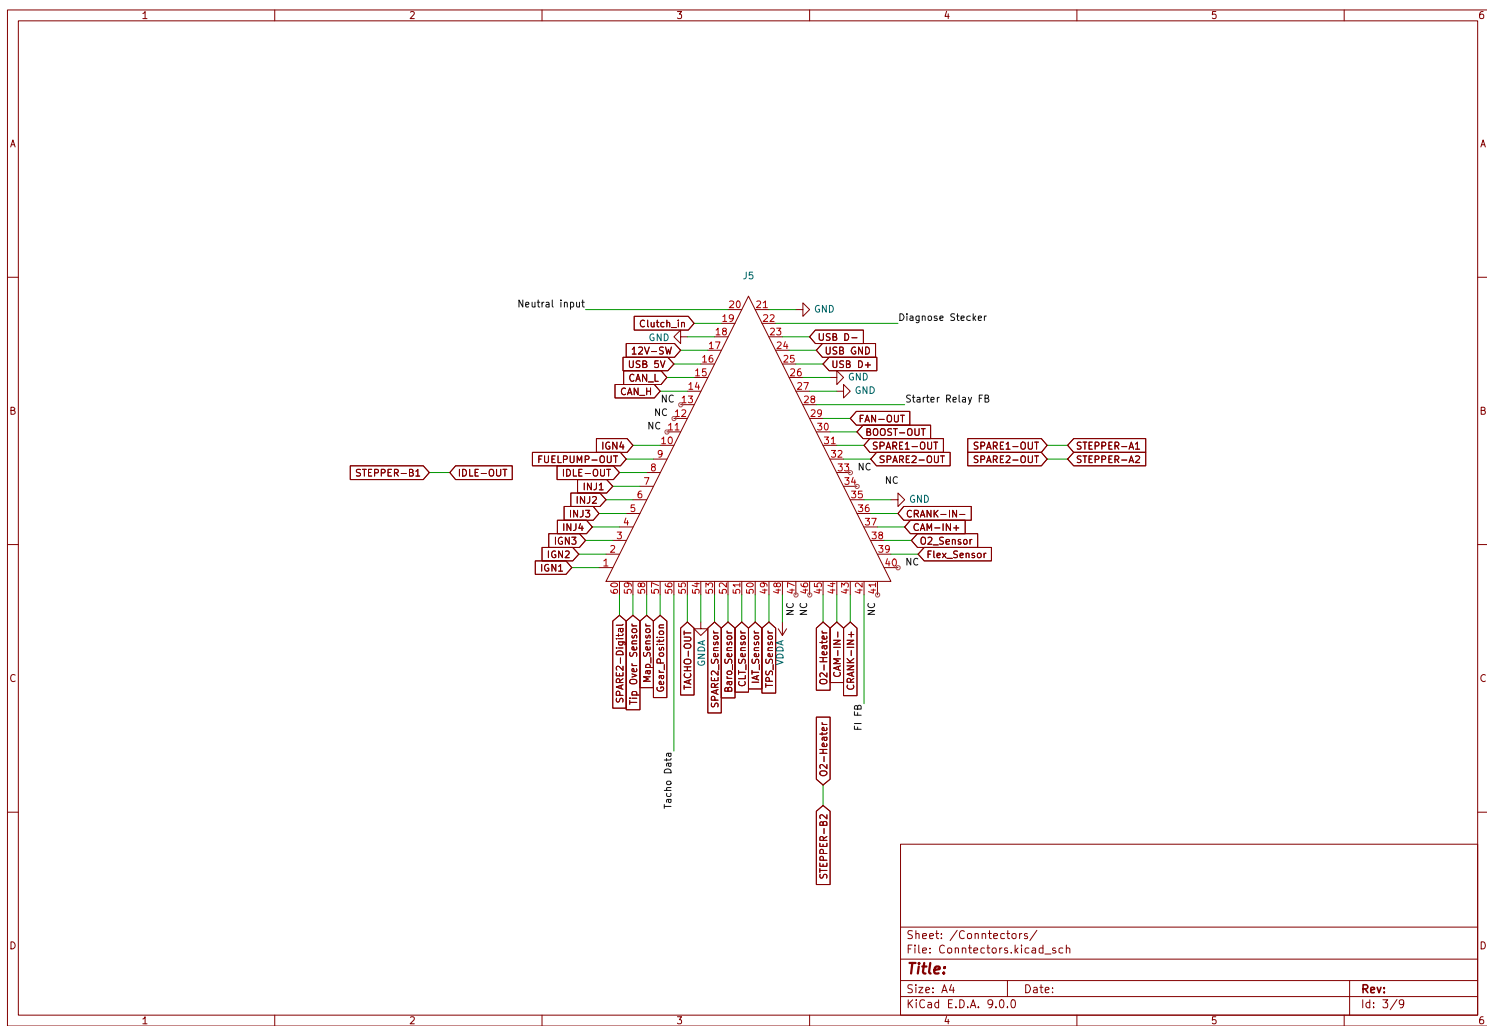 1 2 3 4 5 6
A A
J5
Neutral input 20 21 GND
Clutch_in 19 22 Diagnose Stecker
GND 18 23 USB D-
12V-SW 17 24 USB GND
USB 5V 16 25 USB D+
CAN_L 15 26 GND
CAN_H 14 27 GND
NC 13 28 Starter Relay FB
B B
NC 12 29 FAN-OUT
NC 11 30 BOOST-OUT
IGN4 10 31 SPARE1-OUT SPARE1-OUT STEPPER-A1
FUELPUMP-OUT 9 32 SPARE2-OUT SPARE2-OUT STEPPER-A2
STEPPER-B1 IDLE-OUT IDLE-OUT 8 33 NC
INJ1 7 34 NC
INJ2 6 35 GND
INJ3 5 36 CRANK-IN-
INJ4 4 37 CAM-IN+
IGN3 3 38 O2_Sensor
IGN2 2 39 Flex_Sensor
IGN1 1 40 NC
60 59 58 57 56 55 54 53 52 51 50 49 48 47 46 45 44 43 42 41
NC NC NC
SPARE2-Digital
Tip Over Sensor
Map_Sensor
Gear_Position
Tacho Data
TACHO-OUT
GNDA
SPARE2_Sensor
Baro_Sensor
CLT_Sensor
IAT_Sensor
TPS_Sensor
VDDA
O2-Heater
CAM-IN-
CRANK-IN+
FI FB
C C
O2-Heater
STEPPER-B2
D D
Sheet: /Conntectors/
File: Conntectors.kicad_sch
Title:
Size: A4 Date: Rev:
KiCad E.D.A. 9.0.0 Id: 3/9
1 2 3 4 5 6